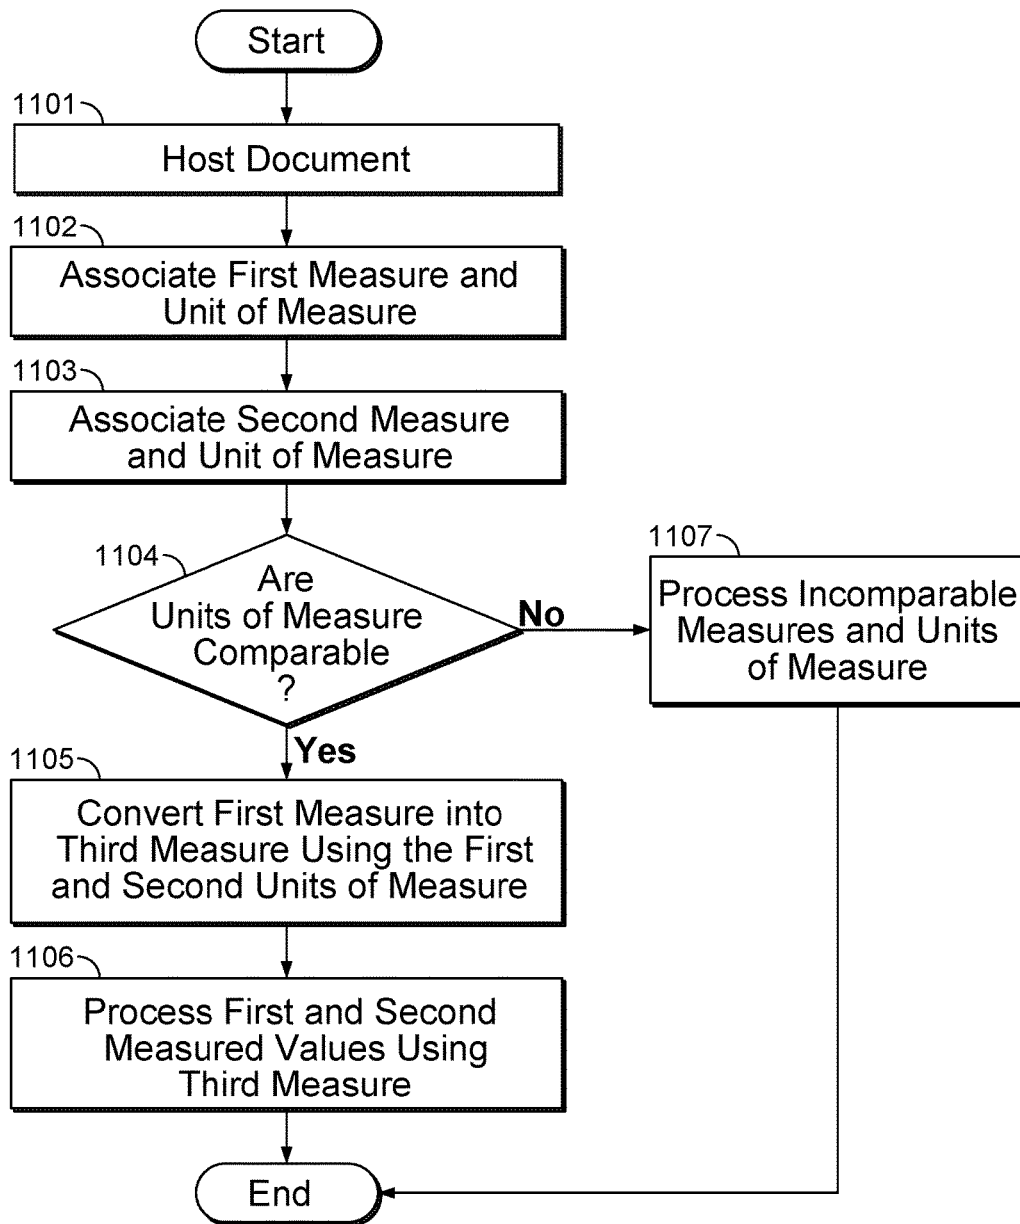 Start
1101
Host Document
1102
Associate First Measure and
Unit of Measure
1103
Associate Second Measure
and Unit of Measure
1104
Are
Units of Measure
Comparable
?
No
1107
Process Incomparable
Measures and Units
of Measure
Yes
1105
Convert First Measure into
Third Measure Using the First
and Second Units of Measure
1106
Process First and Second
Measured Values Using
Third Measure
End